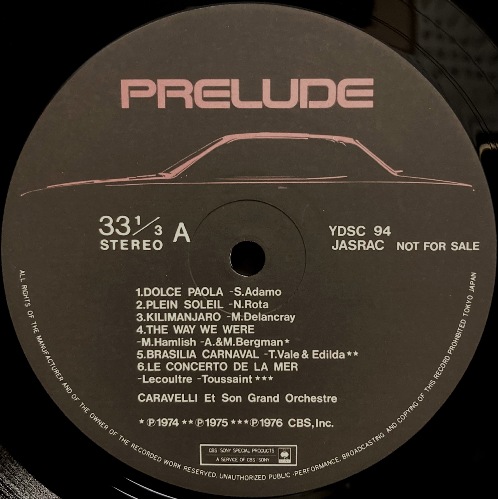 PRELUDE
33 1/3 A
STEREO
YDSC 94
JASRAC NOT FOR SALE
1.DOLCE PAOLA -S.Adamo
2.PLEIN SOLEIL -N.Rota
3.KILIMANJARO -M.Delancray
4.THE WAY WE WERE
-M.Hamlish -A.&M.Bergman*
5.BRASILIA CARNAVAL -T.Vale & Edilda**
6.LE CONCERTO DE LA MER
-Lecoultre -Toussaint***
CARAVELLI Et Son Grand Orchestre
*℗1974 **℗1975 ***℗1976 CBS,Inc.
CBS SONY SPECIAL PRODUCTS
A SERVICE OF CBS/SONY
ALL RIGHTS OF THE MANUFACTURER AND OF THE OWNER OF THE RECORDED WORK RESERVED. UNAUTHORIZED PUBLIC PERFORMANCE, BROADCASTING AND COPYING OF THIS RECORD PROHIBITED TOKYO JAPAN